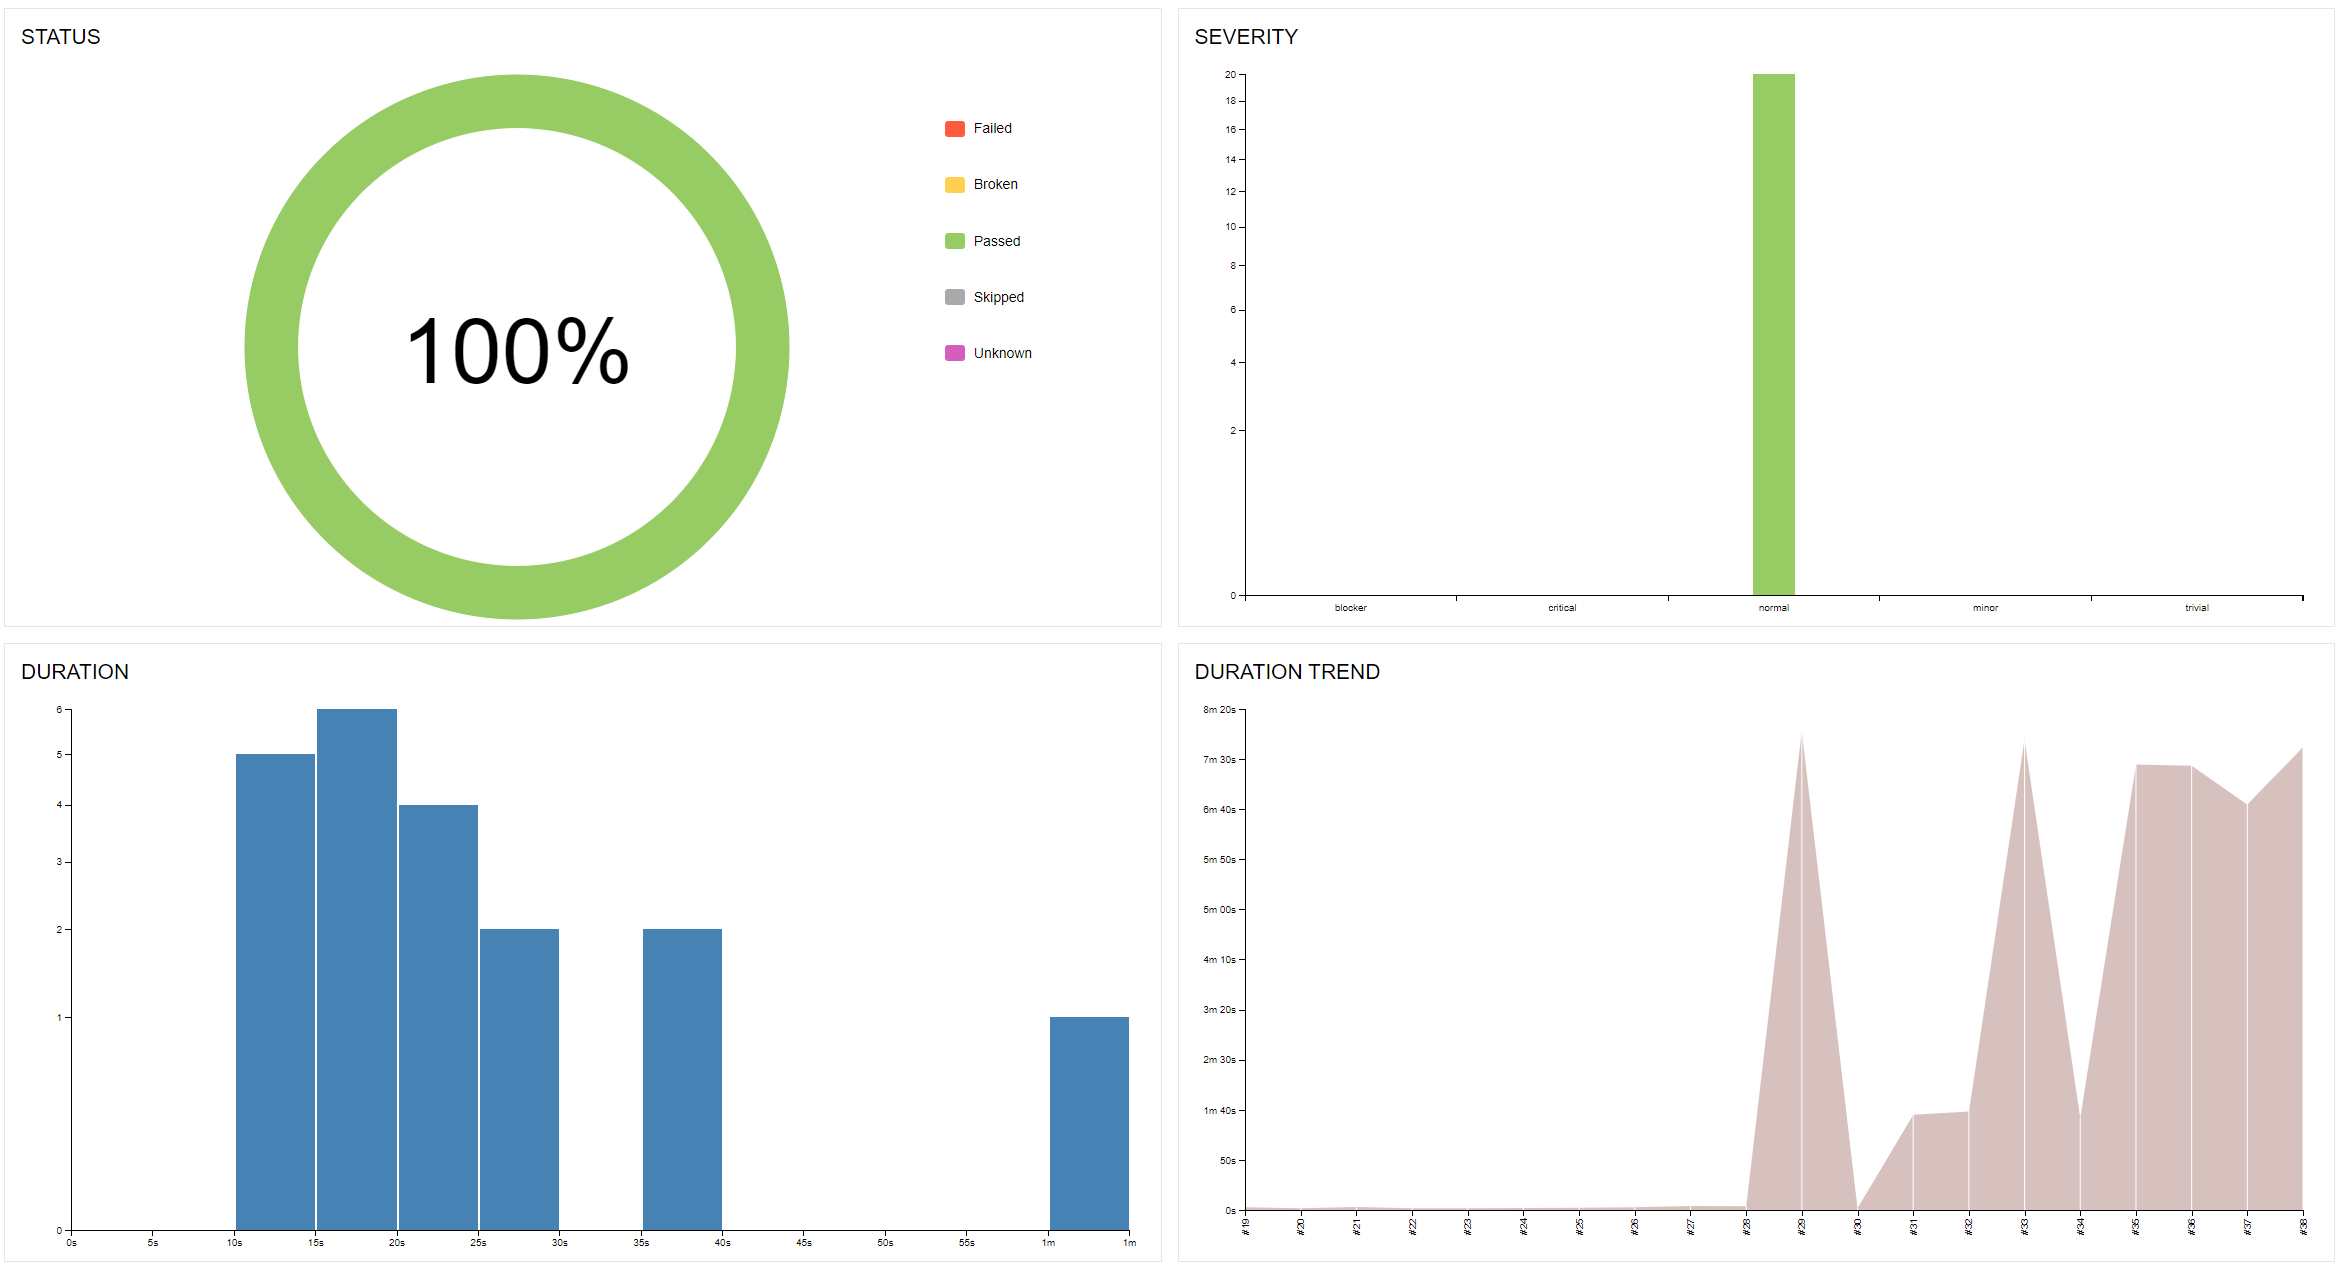 STATUS
100%
Failed
Broken
Passed
Skipped
Unknown
SEVERITY
20
18
16
14
12
10
8
6
4
2
0
blocker critical normal minor trivial
DURATION
6
5
4
3
2
1
0
0s 5s 10s 15s 20s 25s 30s 35s 40s 45s 50s 55s 1m 1m
DURATION TREND
8m 20s
7m 30s
6m 40s
5m 50s
5m 00s
4m 10s
3m 20s
2m 30s
1m 40s
50s
0s
#19 #20 #21 #22 #23 #24 #25 #26 #27 #28 #29 #30 #31 #32 #33 #34 #35 #36 #37 #38